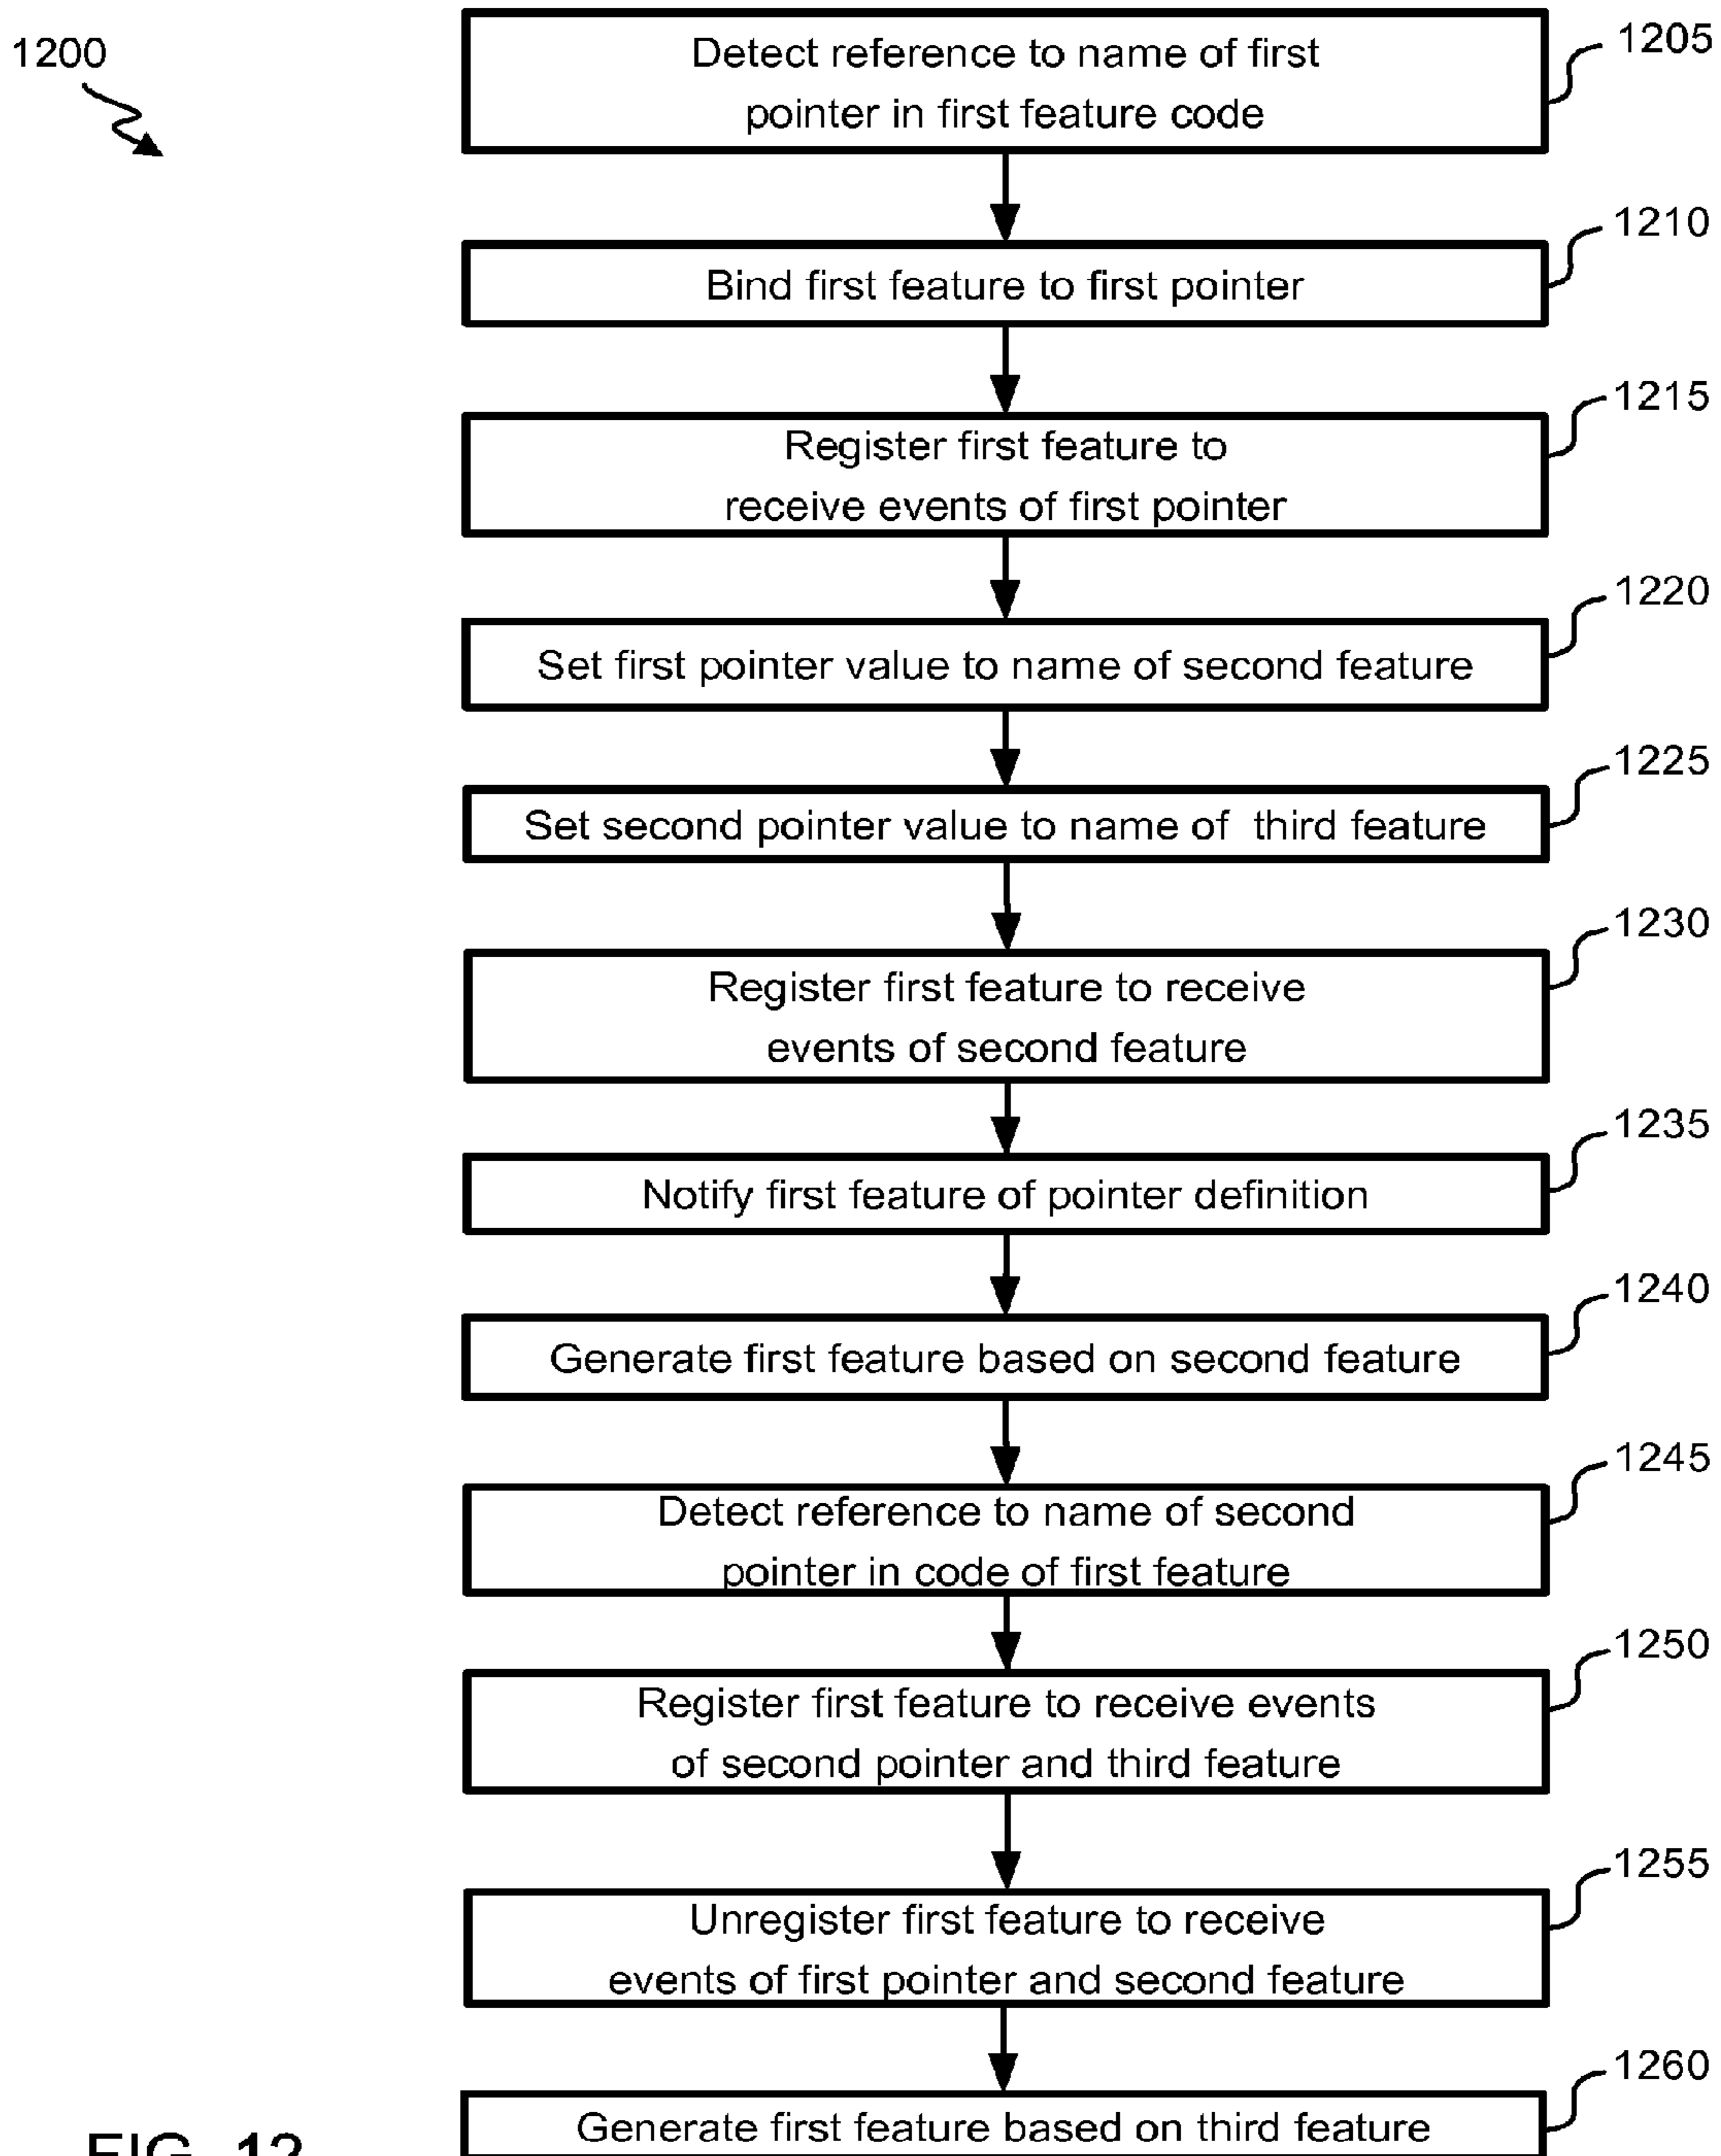 1200
Detect reference to name of first
pointer in first feature code
1205
Bind first feature to first pointer
1210
Register first feature to
receive events of first pointer
1215
Set first pointer value to name of second feature
1220
Set second pointer value to name of third feature
1225
Register first feature to receive
events of second feature
1230
Notify first feature of pointer definition
1235
Generate first feature based on second feature
1240
Detect reference to name of second
pointer in code of first feature
1245
Register first feature to receive events
of second pointer and third feature
1250
Unregister first feature to receive
events of first pointer and second feature
1255
Generate first feature based on third feature
1260
FIG. 12